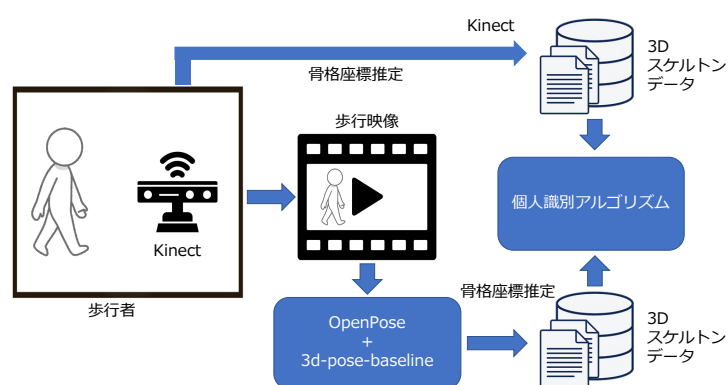 Kinect
骨格座標推定
3D
スケルトン
データ
歩行映像
Kinect
個人識別アルゴリズム
歩行者
OpenPose
+
3d-pose-baseline
骨格座標推定
3D
スケルトン
データ